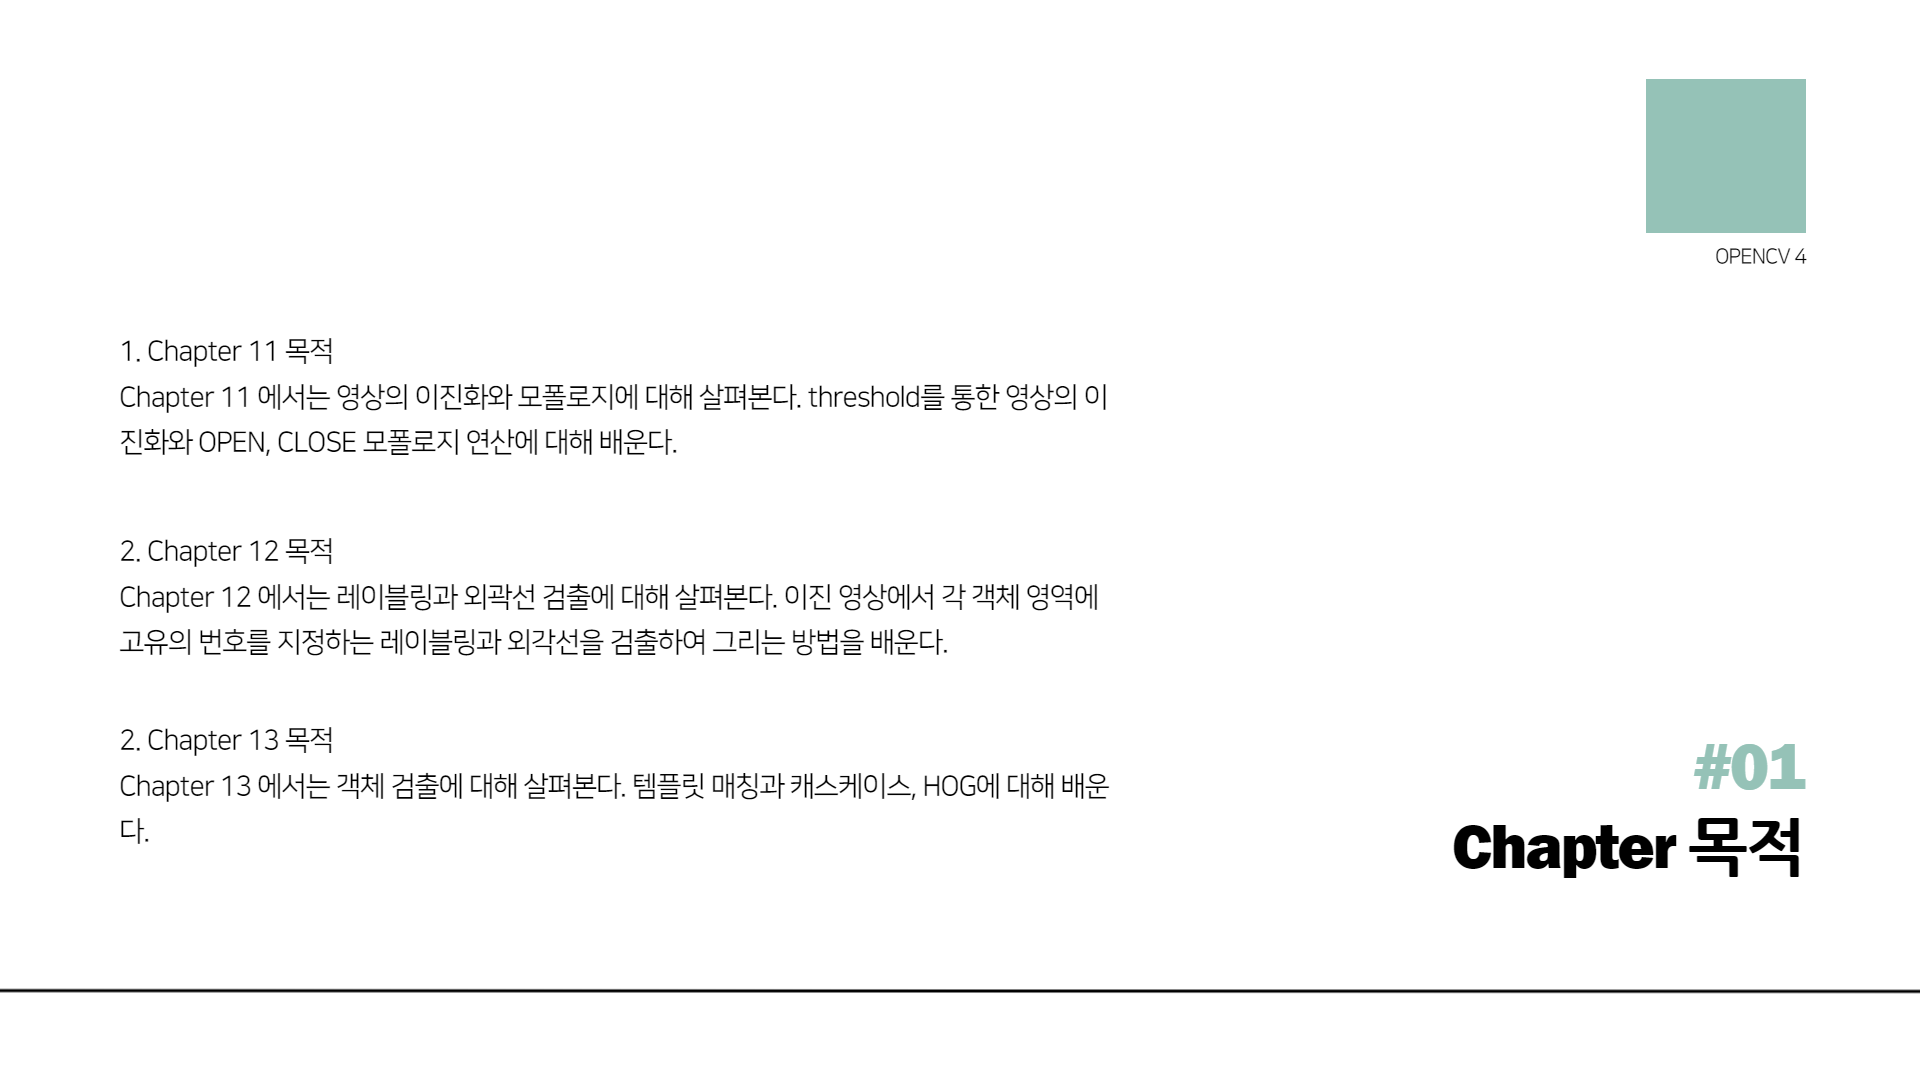 OPENCV 4
1. Chapter 11 목적
Chapter 11 에서는 영상의 이진화와 모폴로지에 대해 살펴본다. threshold를 통한 영상의 이
진화와 OPEN, CLOSE 모폴로지 연산에 대해 배운다.
2. Chapter 12 목적
Chapter 12 에서는 레이블링과 외곽선 검출에 대해 살펴본다. 이진 영상에서 각 객체 영역에
고유의 번호를 지정하는 레이블링과 외각선을 검출하여 그리는 방법을 배운다.
2. Chapter 13 목적
Chapter 13 에서는 객체 검출에 대해 살펴본다. 템플릿 매칭과 캐스케이스, HOG에 대해 배운
다.
#01
Chapter 목적